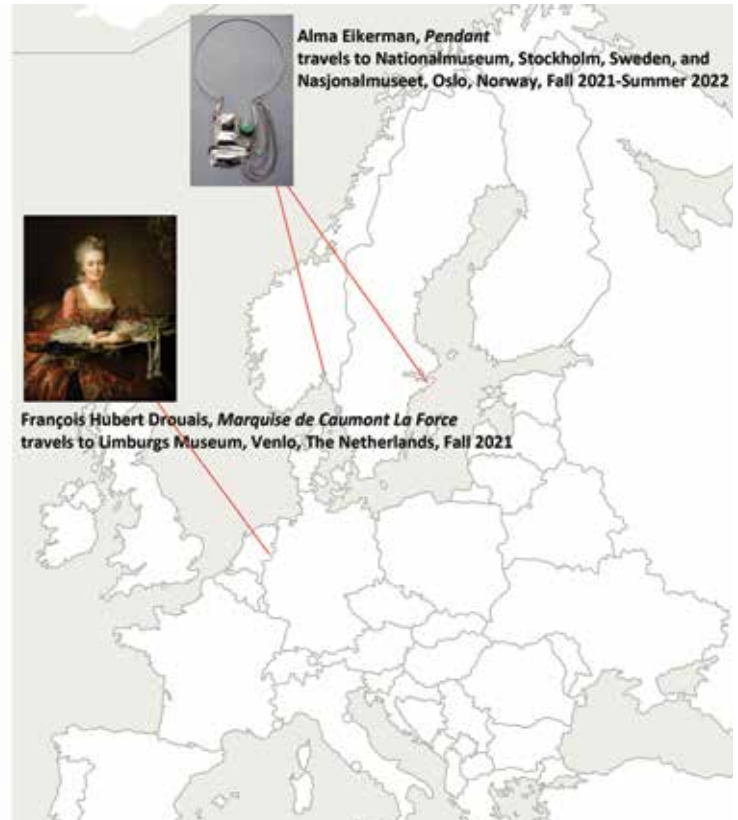 Alma Eikerman, Pendant
travels to Nationalmuseum, Stockholm, Sweden, and
Nasjonalmuseet, Oslo, Norway, Fall 2021-Summer 2022
François Hubert Drouais, Marquise de Caumont La Force
travels to Limburgs Museum, Venlo, The Netherlands, Fall 2021